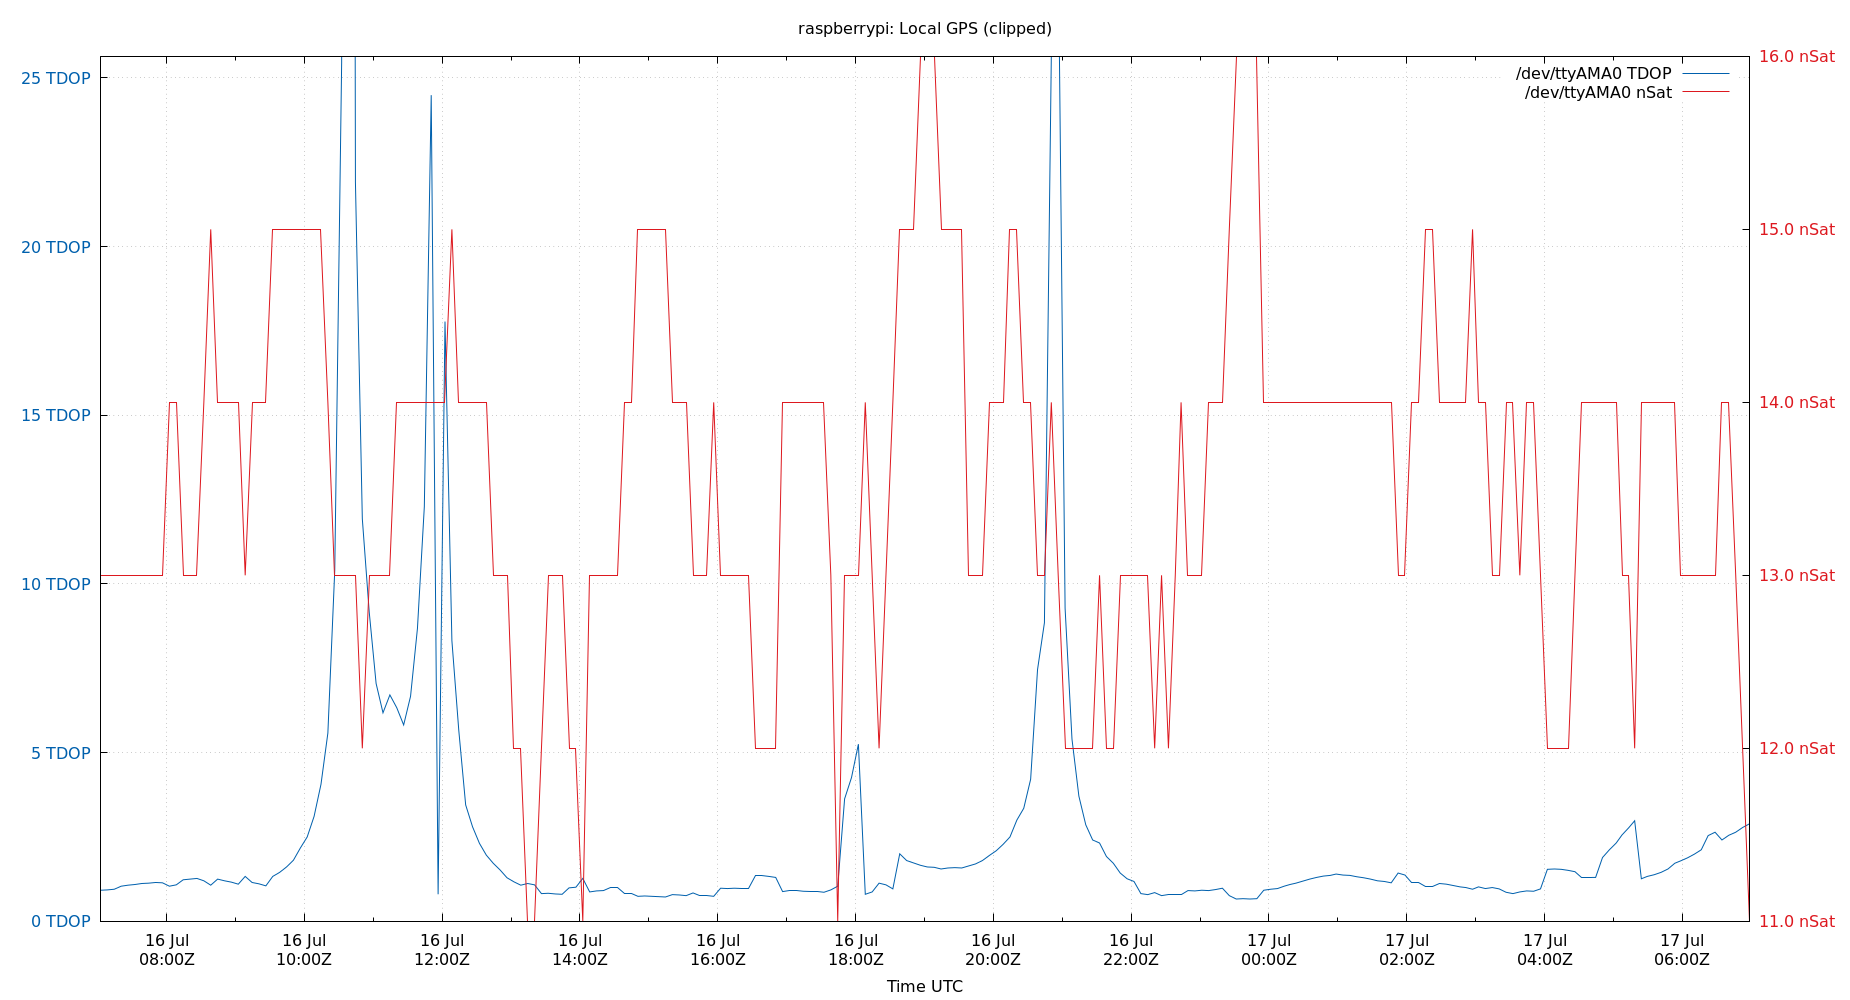 raspberrypi: Local GPS (clipped)
/dev/ttyAMA0 TDOP
/dev/ttyAMA0 nSat
25 TDOP
20 TDOP
15 TDOP
10 TDOP
5 TDOP
0 TDOP
16.0 nSat
15.0 nSat
14.0 nSat
13.0 nSat
12.0 nSat
11.0 nSat
16 Jul
08:00Z
16 Jul
10:00Z
16 Jul
12:00Z
16 Jul
14:00Z
16 Jul
16:00Z
16 Jul
18:00Z
16 Jul
20:00Z
16 Jul
22:00Z
17 Jul
00:00Z
17 Jul
02:00Z
17 Jul
04:00Z
17 Jul
06:00Z
Time UTC